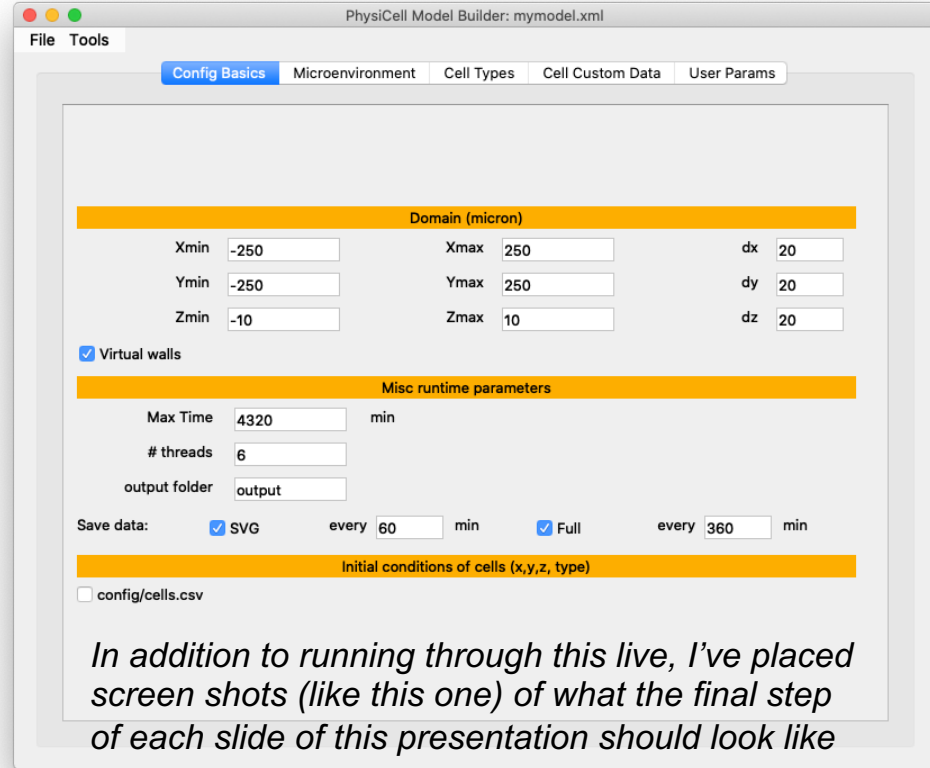 PhysiCell Model Builder: mymodel.xml
File Tools
Config Basics Microenvironment Cell Types Cell Custom Data User Params
Domain (micron)
Xmin -250 Xmax 250 dx 20
Ymin -250 Ymax 250 dy 20
Zmin -10 Zmax 10 dz 20
Virtual walls
Misc runtime parameters
Max Time 4320 min
# threads 6
output folder output
Save data: SVG every 60 min Full every 360 min
Initial conditions of cells (x,y,z, type)
config/cells.csv
In addition to running through this live, I've placed
screen shots (like this one) of what the final step
of each slide of this presentation should look like